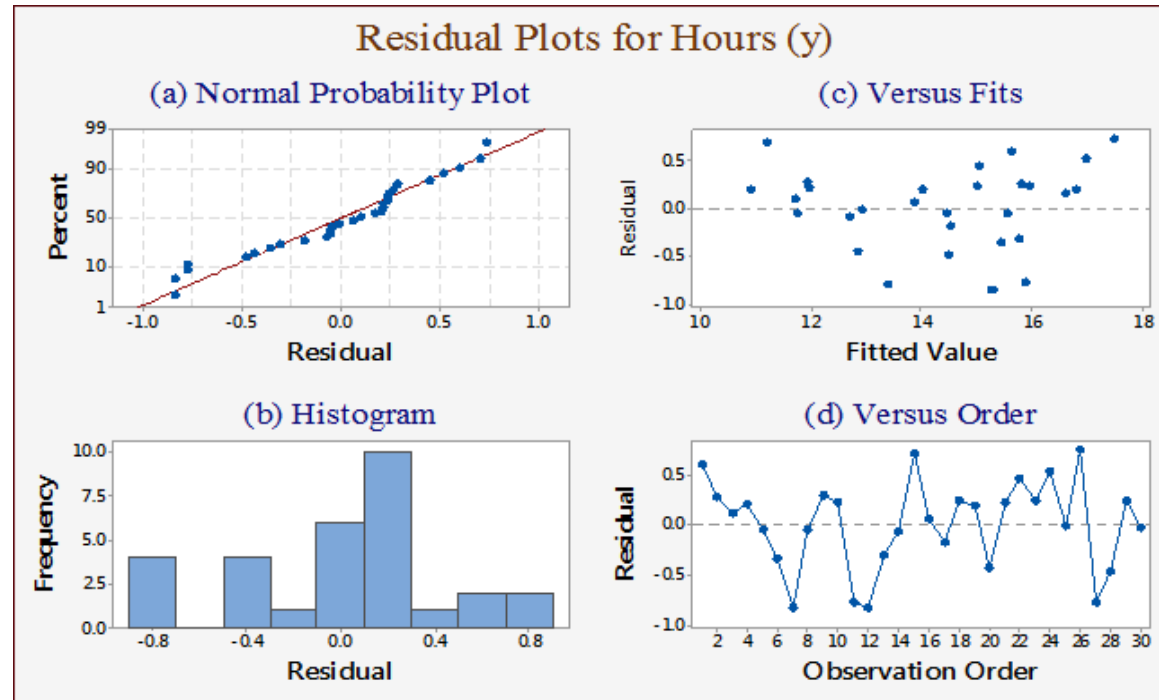 Residual Plots for Hours (y)
(a) Normal Probability Plot
99
90
50
10
1
Percent
-1.0 -0.5 0.0 0.5 1.0
Residual
(c) Versus Fits
0.5
0.0
-0.5
-1.0
Residual
10 12 14 16 18
Fitted Value
(b) Histogram
10.0
7.5
5.0
2.5
0.0
Frequency
-0.8 -0.4 0.0 0.4 0.8
Residual
(d) Versus Order
0.5
0.0
-0.5
-1.0
Residual
2 4 6 8 10 12 14 16 18 20 22 24 26 28 30
Observation Order